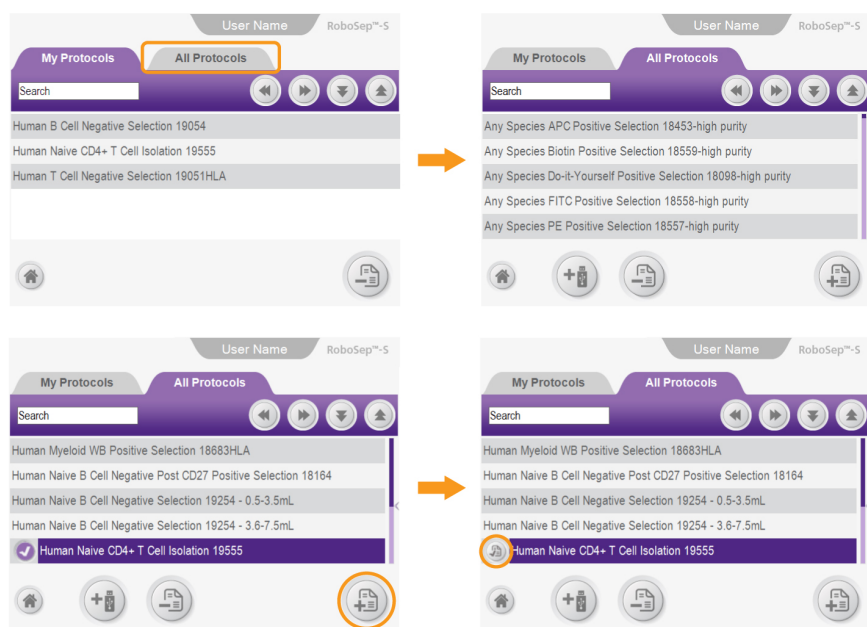 User Name RoboSep™-S
My Protocols All Protocols
Search
Human B Cell Negative Selection 19054
Human Naive CD4+ T Cell Isolation 19555
Human T Cell Negative Selection 19051HLA
User Name RoboSep™-S
My Protocols All Protocols
Search
Any Species APC Positive Selection 18453-high purity
Any Species Biotin Positive Selection 18559-high purity
Any Species Do-it-Yourself Positive Selection 18098-high purity
Any Species FITC Positive Selection 18558-high purity
Any Species PE Positive Selection 18557-high purity
User Name RoboSep™-S
My Protocols All Protocols
Search
Human Myeloid WB Positive Selection 18683HLA
Human Naive B Cell Negative Post CD27 Positive Selection 18164
Human Naive B Cell Negative Selection 19254 - 0.5-3.5mL
Human Naive B Cell Negative Selection 19254 - 3.6-7.5mL
Human Naive CD4+ T Cell Isolation 19555
User Name RoboSep™-S
My Protocols All Protocols
Search
Human Myeloid WB Positive Selection 18683HLA
Human Naive B Cell Negative Post CD27 Positive Selection 18164
Human Naive B Cell Negative Selection 19254 - 0.5-3.5mL
Human Naive B Cell Negative Selection 19254 - 3.6-7.5mL
Human Naive CD4+ T Cell Isolation 19555